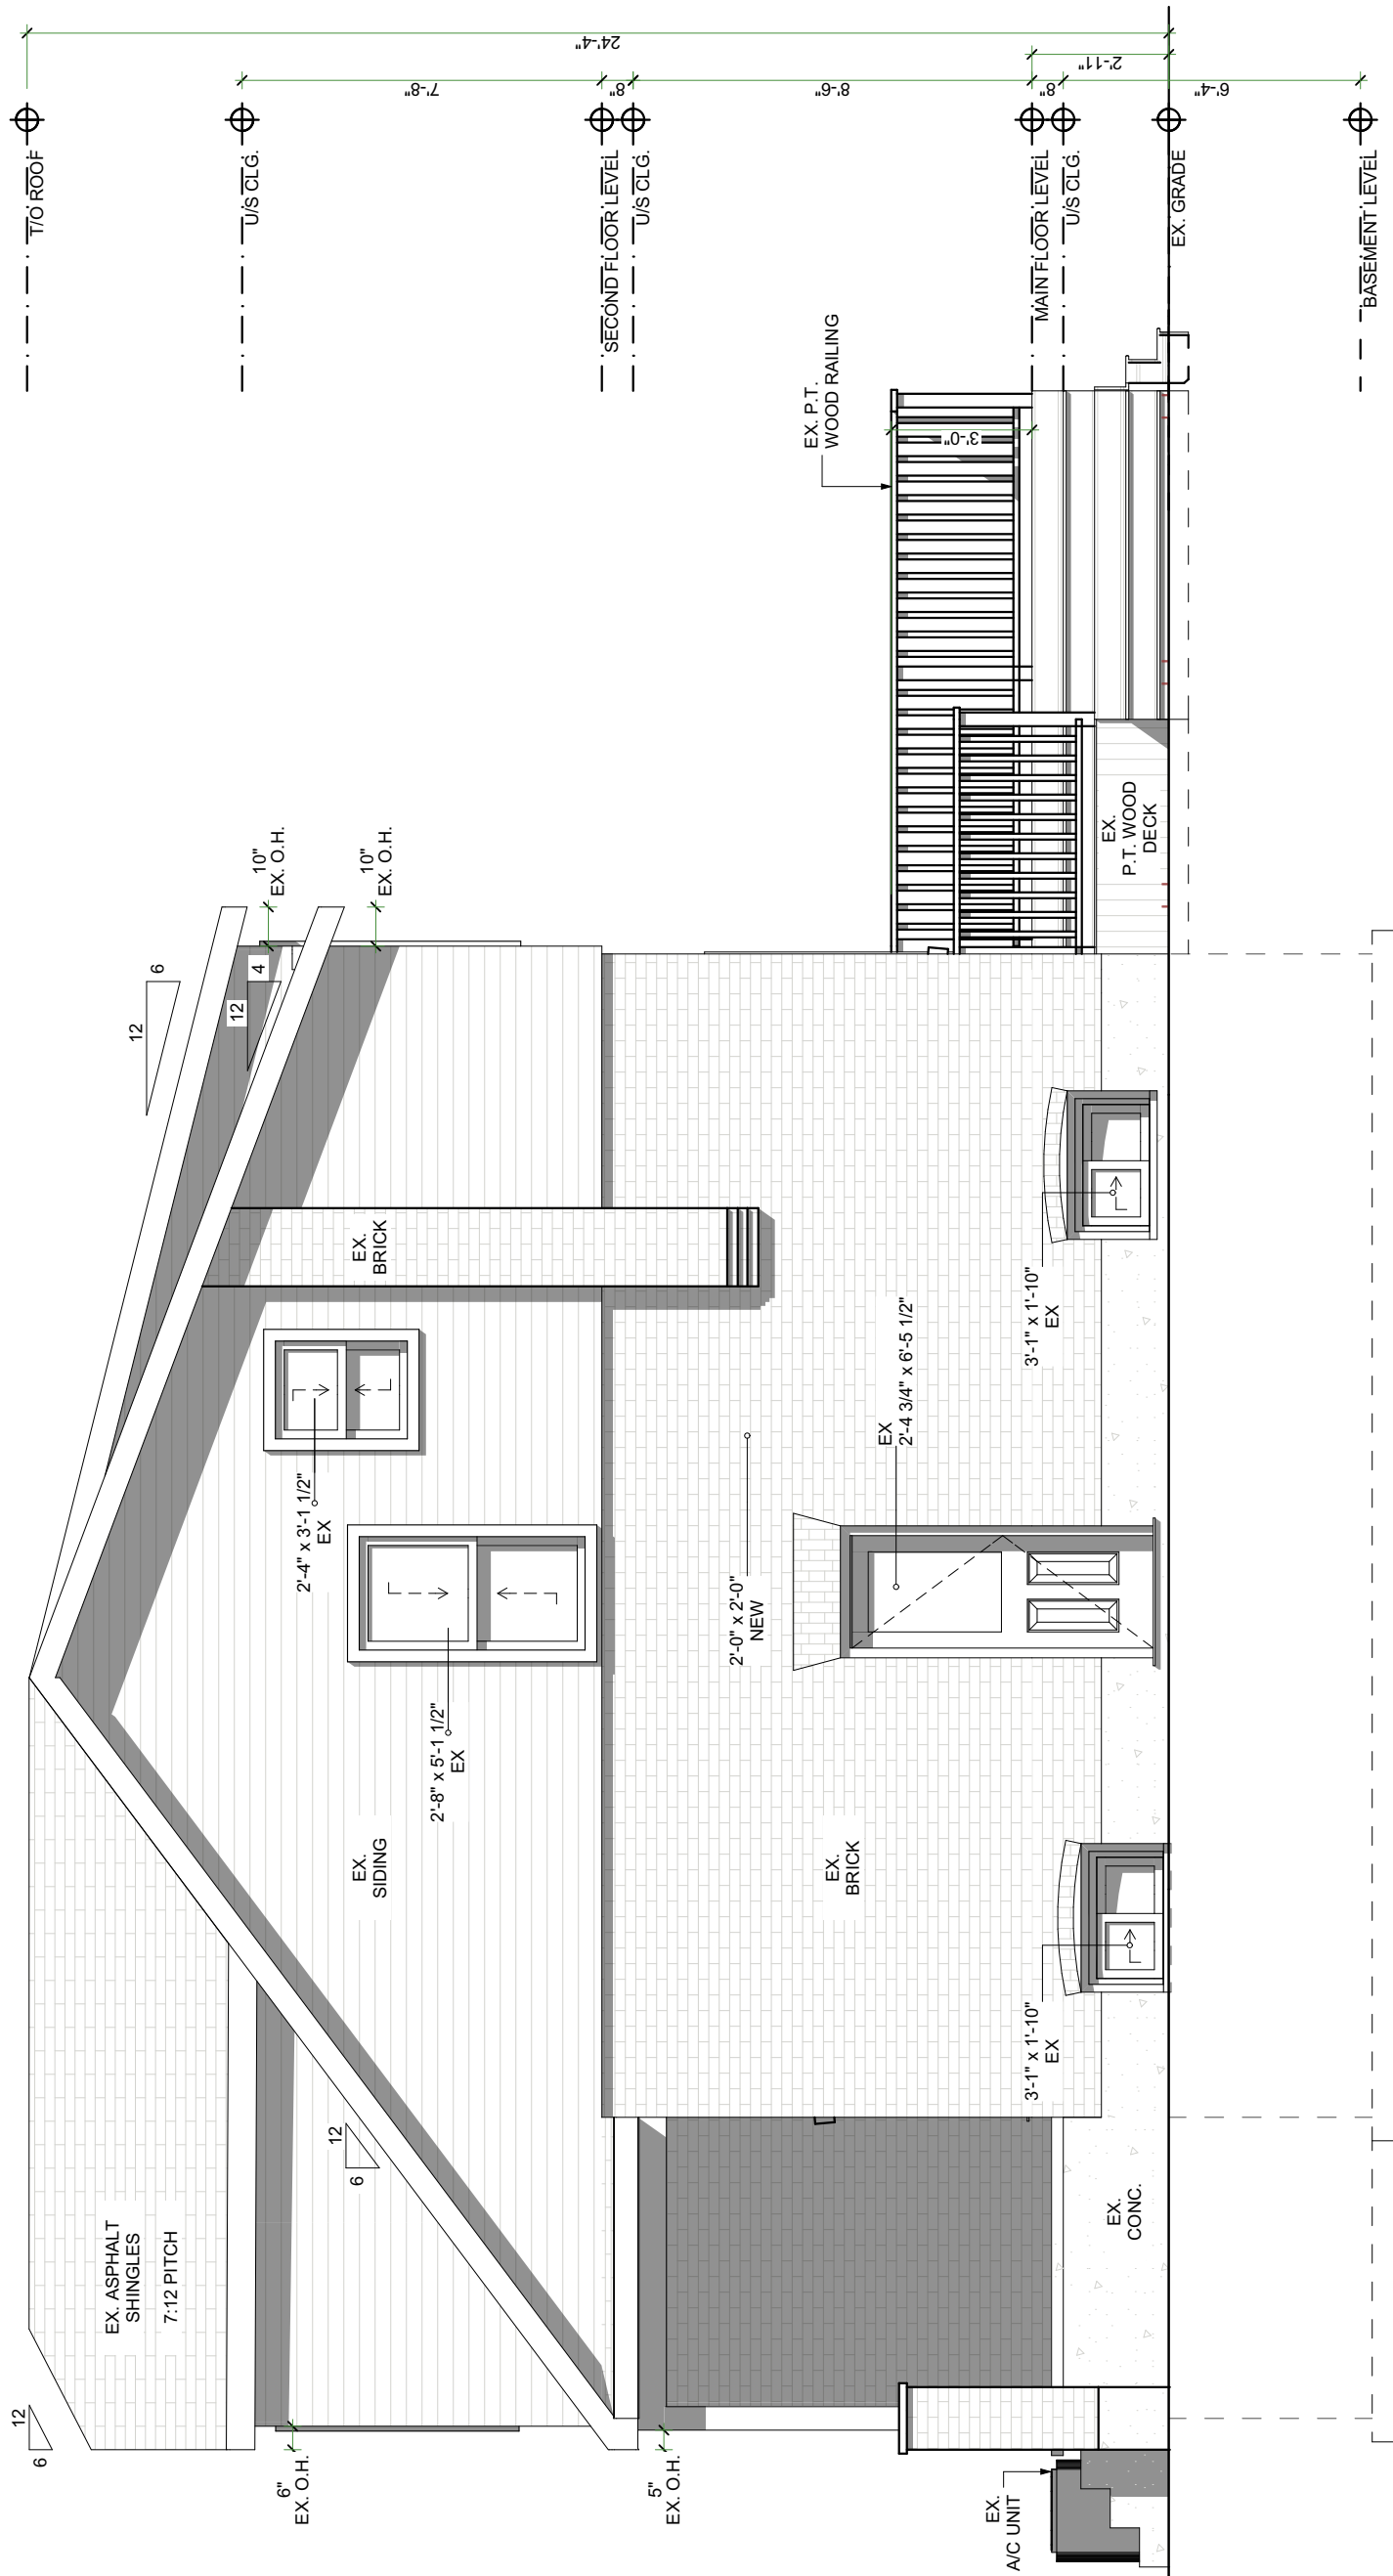 12
6
EX. ASPHALT
SHINGLES
7:12 PITCH
12
6
12
4
6"
EX. O.H.
5"
EX. O.H.
12
6
10"
EX. O.H.
10"
EX. O.H.
EX.
SIDING
2'-8" x 5'-1 1/2"
EX
2'-4" x 3'-1 1/2"
EX
EX.
BRICK
EX.
BRICK
2'-0" x 2'-0"
NEW
EX
2'-4 3/4" x 6'-5 1/2"
3'-1" x 1'-10"
EX
3'-1" x 1'-10"
EX
EX.
A/C UNIT
EX.
CONC.
EX.
P.T. WOOD
DECK
EX. P.T.
WOOD RAILING
3'-0"
T/O ROOF
U/S CLG.
SECOND FLOOR LEVEL
U/S CLG.
MAIN FLOOR LEVEL
U/S CLG.
EX. GRADE
BASEMENT LEVEL
7'-8"
8"
8'-6"
8"
6'-4"
2'-11"
24'-4"